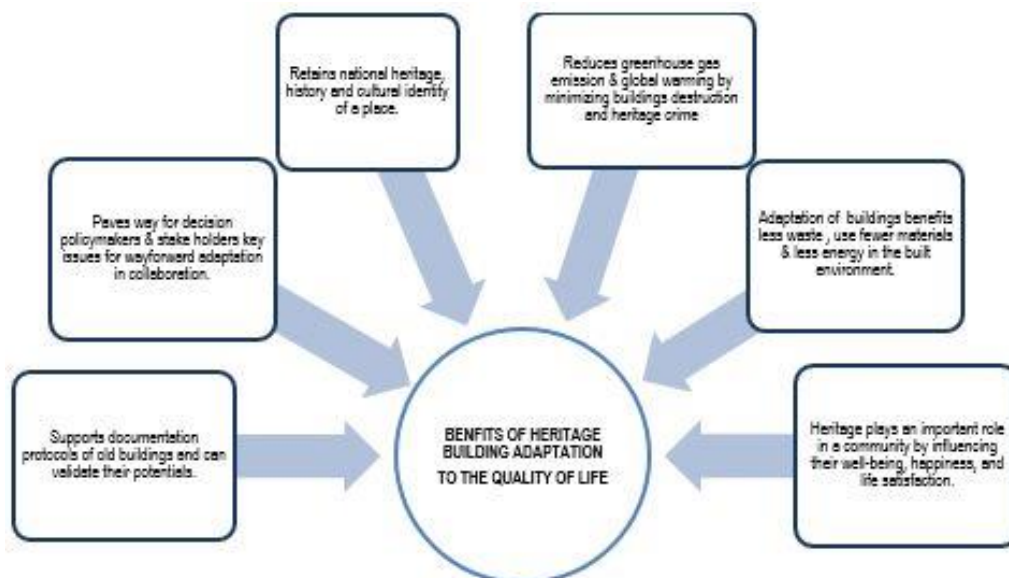 Retains national heritage,
history and cultural identity
of a place.
Reduces greenhouse gas
emission & global warming by
minimizing buildings destruction
and heritage crime
Paves way for decision
policymakers & stake holders key
issues for wayforward adaptation
in collaboration.
Adaptation of buildings benefits
less waste , use fewer materials
& less energy in the built
environment.
Supports documentation
protocols of old buildings and can
validate their potentials.
BENFITS OF HERITAGE
BUILDING ADAPTATION
TO THE QUALITY OF LIFE
Heritage plays an important role
in a community by influencing
their well-being, happiness, and
life satisfaction.